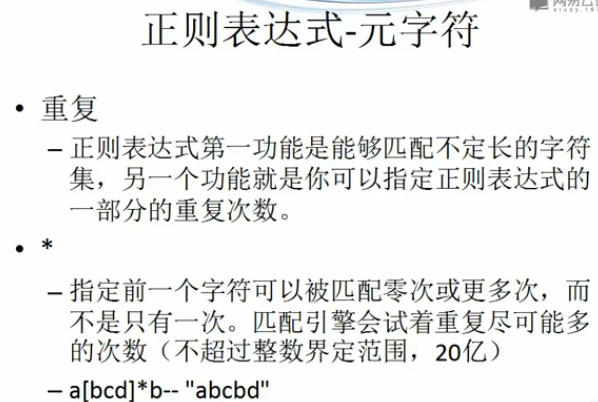 网易云
study.16
正则表达式-元字符
• 重复
– 正则表达式第一功能是能够匹配不定长的字符
集，另一个功能就是你可以指定正则表达式的
一部分的重复次数。
• *
– 指定前一个字符可以被匹配零次或更多次，而
不是只有一次。匹配引擎会试着重复尽可能多
的次数（不超过整数界定范围，20亿）
– a[bcd]*b-- "abcbd"